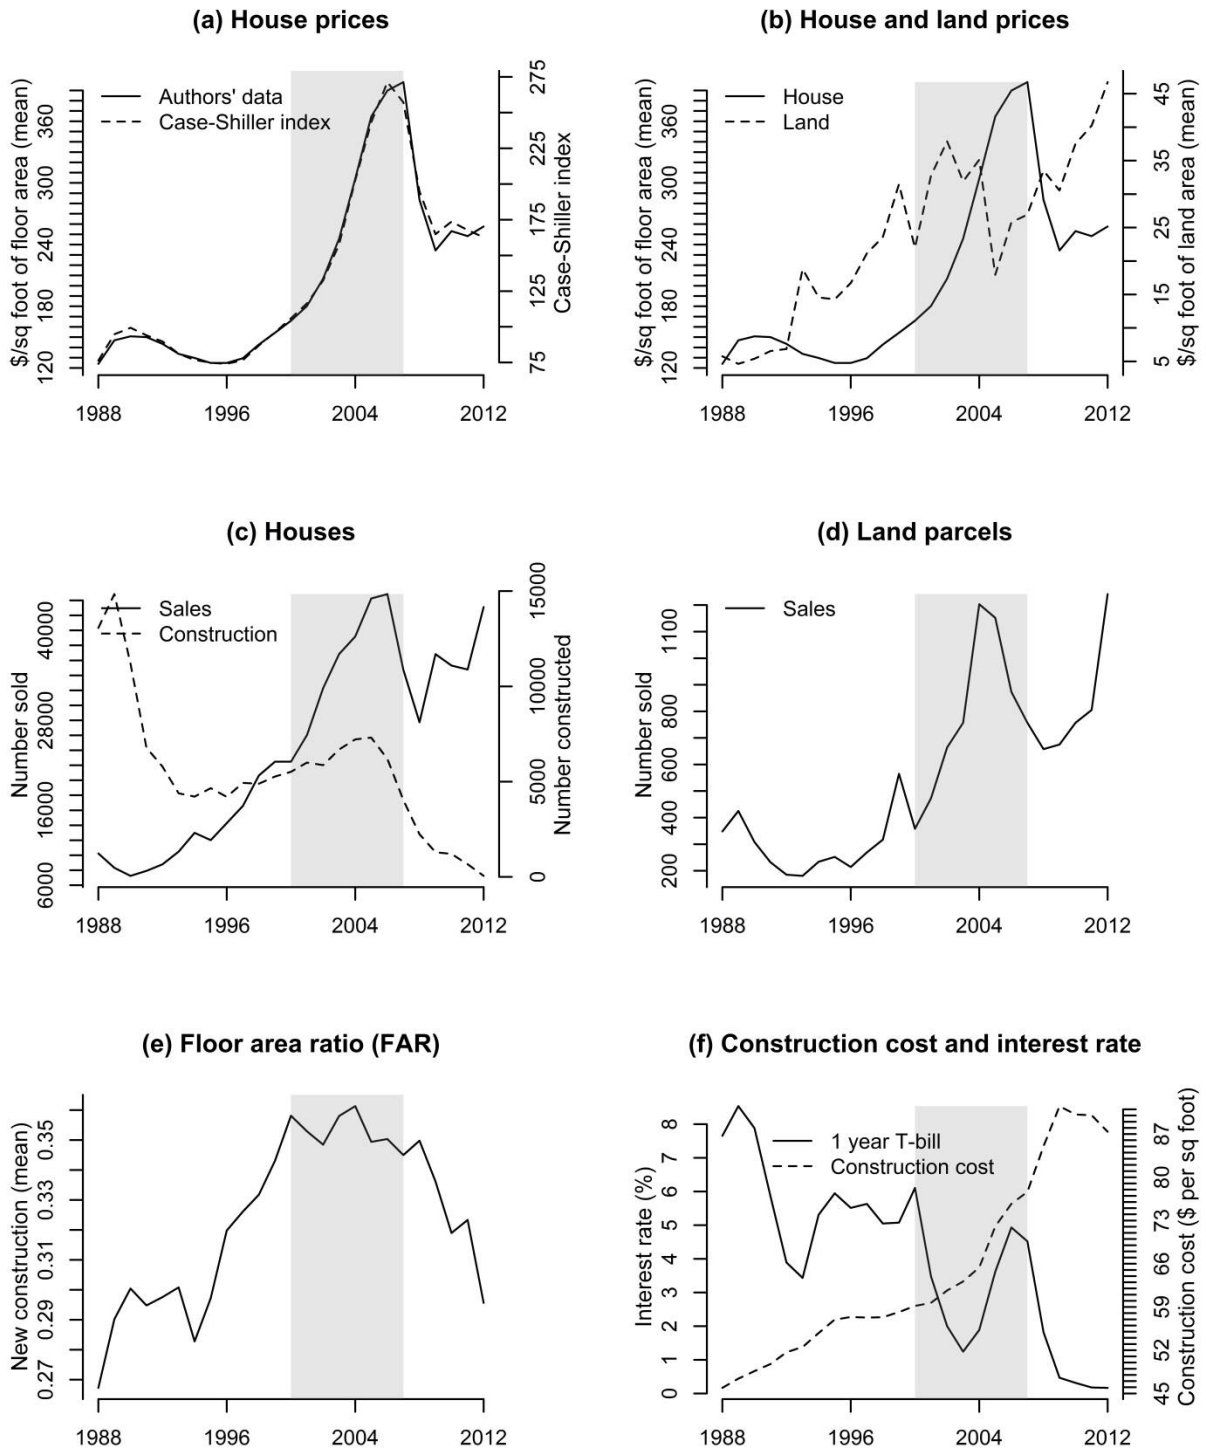 (a) House prices
Authors' data
Case-Shiller index
$/sq foot of floor area (mean)
120 180 240 300 360
Case-Shiller index
75 125 175 225 275
1988 1996 2004 2012
(b) House and land prices
House
Land
$/sq foot of floor area (mean)
120 180 240 300 360
$/sq foot of land area (mean)
5 15 25 35 45
1988 1996 2004 2012
(c) Houses
Sales
Construction
Number sold
6000 16000 28000 40000
Number constructed
0 5000 10000 15000
1988 1996 2004 2012
(d) Land parcels
Sales
Number sold
200 400 600 800 1100
1988 1996 2004 2012
(e) Floor area ratio (FAR)
New construction (mean)
0.27 0.29 0.31 0.33 0.35
1988 1996 2004 2012
(f) Construction cost and interest rate
1 year T-bill
Construction cost
Interest rate (%)
0 1 2 3 4 5 6 7 8
Construction cost ($ per sq foot)
45 52 59 66 73 80 87
1988 1996 2004 2012